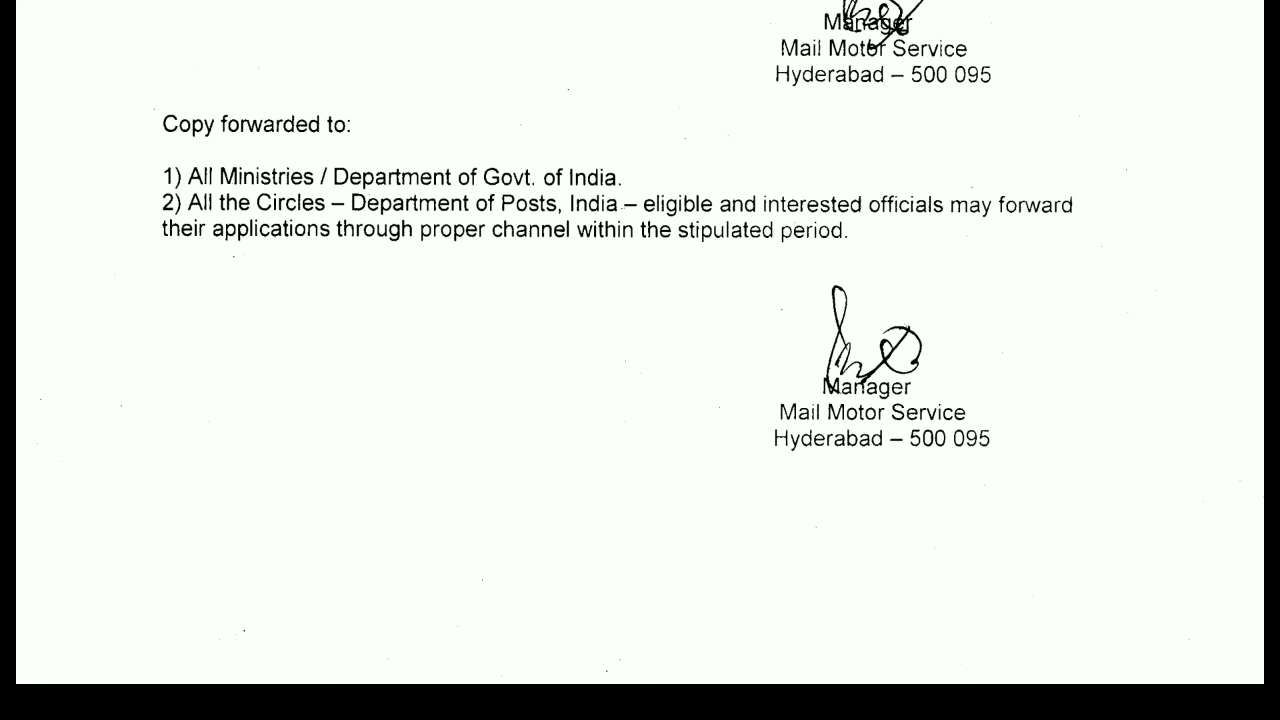 Manager
Mail Motor Service
Hyderabad – 500 095
Copy forwarded to:
1) All Ministries / Department of Govt. of India.
2) All the Circles – Department of Posts, India – eligible and interested officials may forward
their applications through proper channel within the stipulated period.
Manager
Mail Motor Service
Hyderabad – 500 095